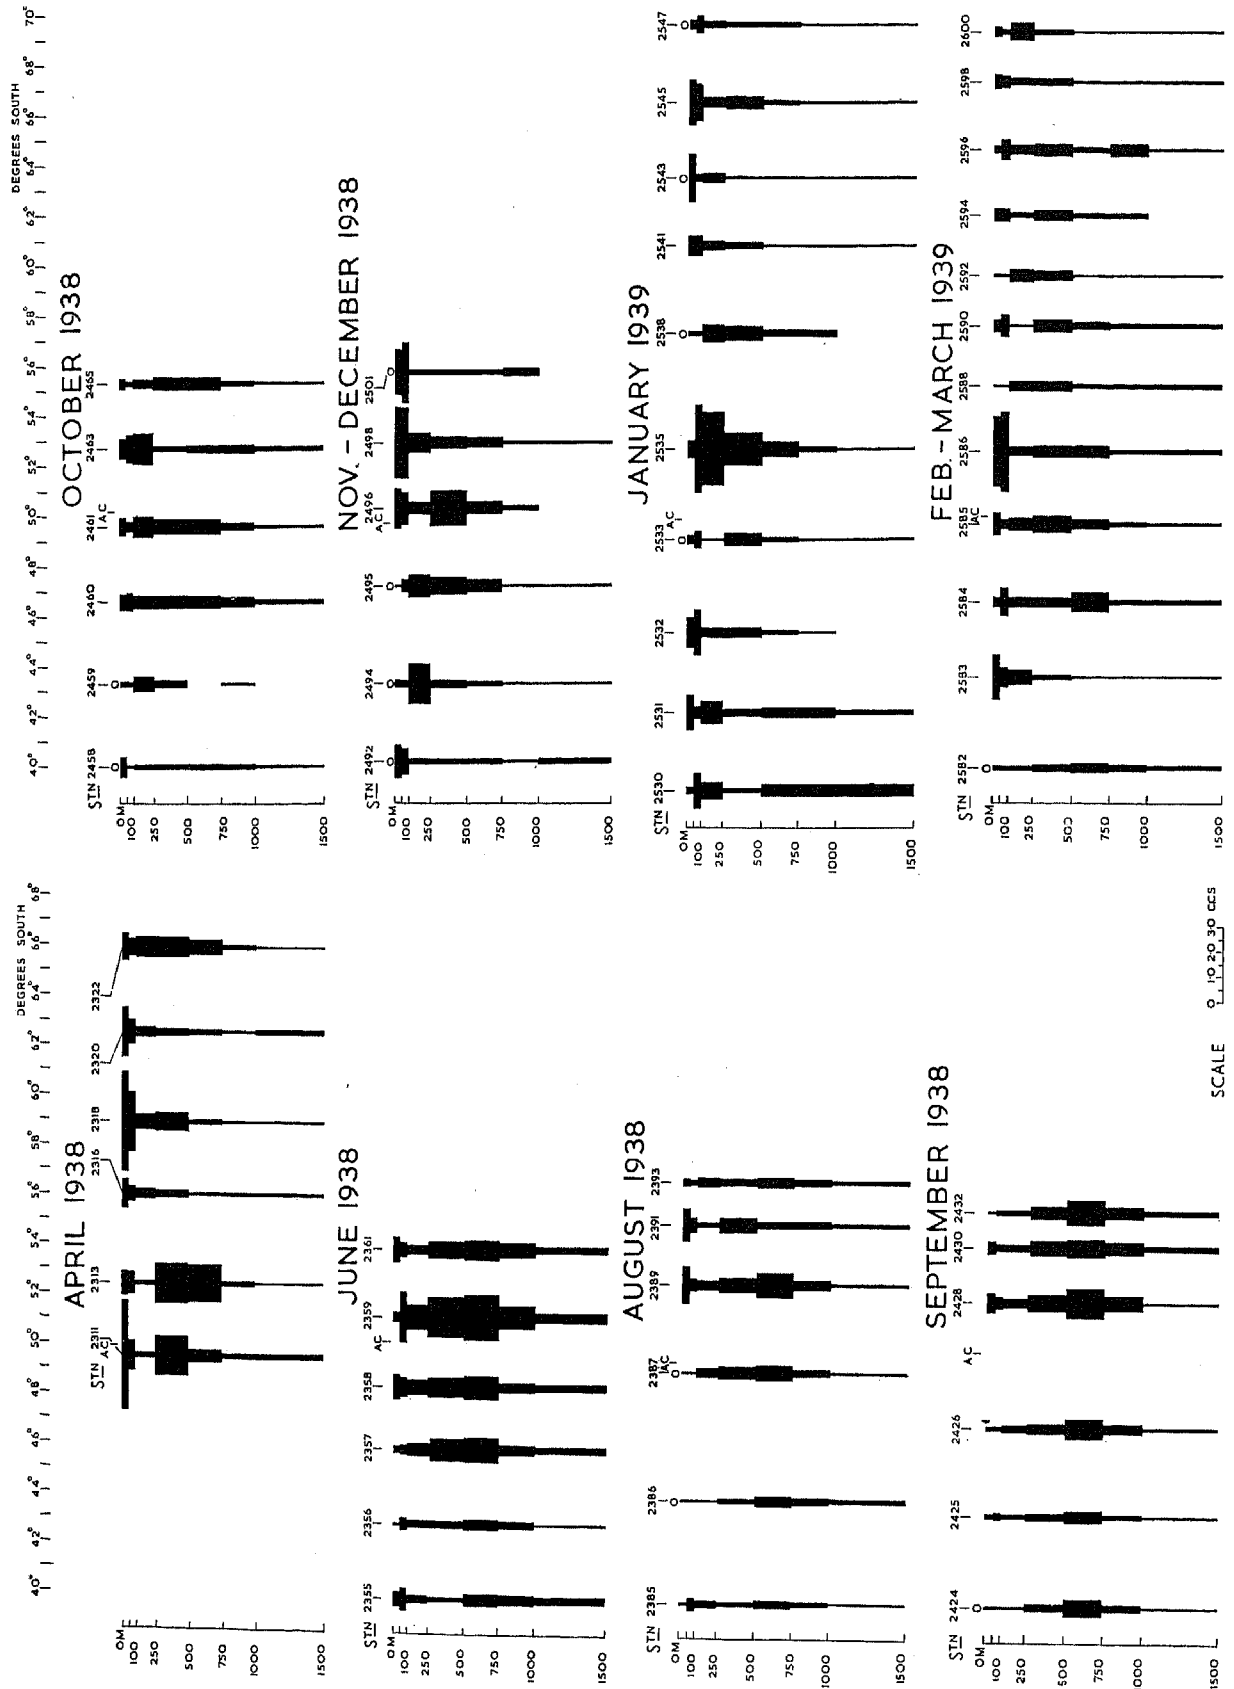 DEGREES SOUTH
40° 42° 44° 46° 48° 50° 52° 54° 56° 58° 60° 62° 64° 66° 68°
APRIL 1938
STN 2311 2313 2316 2318 2320 2322
A C
OM
100
250
500
750
1000
1500
JUNE 1938
STN 2355 2356 2357 2358 2359 2361
A C
OM
100
250
500
750
1000
1500
AUGUST 1938
STN 2385 2386 2387 2389 2391 2393
AC
OM
100
250
500
750
1000
1500
SEPTEMBER 1938
STN 2424 2425 2426 2428 2430 2432
A C
OM
100
250
500
750
1000
1500
SCALE 0 1·0 2·0 3·0 CCS
DEGREES SOUTH
40° 42° 44° 46° 48° 50° 52° 54° 56° 58° 60° 62° 64° 66° 68° 70°
OCTOBER 1938
STN 2458 2459 2460 2461 2463 2465
A C
OM
100
250
500
750
1000
1500
NOV.-DECEMBER 1938
STN 2492 2494 2495 2496 2498 2501
A C
OM
100
250
500
750
1000
1500
JANUARY 1939
STN 2530 2531 2532 2533 2535 2538 2541 2543 2545 2547
A C
OM
100
250
500
750
1000
1500
FEB.-MARCH 1939
STN 2582 2583 2584 2585 2586 2588 2590 2592 2594 2596 2598 2600
AC
OM
100
250
500
750
1000
1500